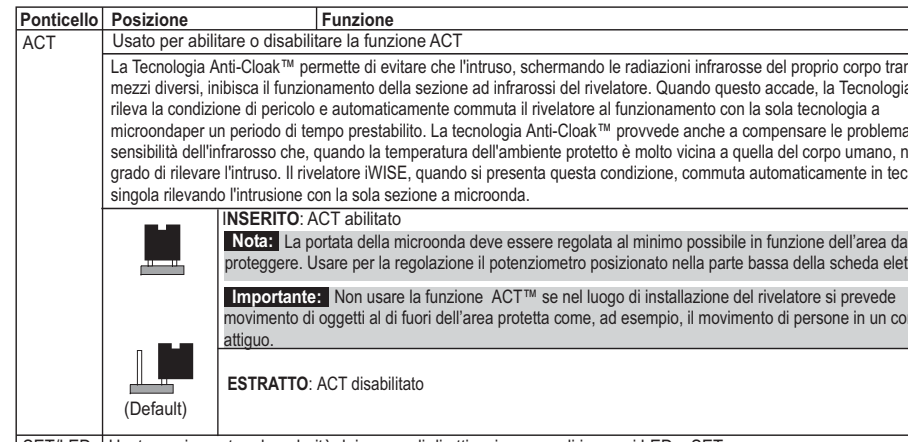 Ponticello Posizione Funzione
ACT Usato per abilitare o disabilitare la funzione ACT
La Tecnologia Anti-Cloak™ permette di evitare che l'intruso, schermando le radiazioni infrarosse del proprio corpo
mezzi diversi, inibisca il funzionamento della sezione ad infrarossi del rivelatore. Quando questo accade, la Tecnologia
rileva la condizione di pericolo e automaticamente commuta il rivelatore al funzionamento con la sola tecnologia a
microondaper un periodo di tempo prestabilito. La tecnologia Anti-Cloak™ provvede anche a compensare le
sensibilità dell'infrarosso che, quando la temperatura dell'ambiente protetto è molto vicina a quella del corpo umano,
grado di rilevare l'intruso. Il rivelatore iWISE, quando si presenta questa condizione, commuta automaticamente in
singola rilevando l'intrusione con la sola sezione a microonda.
INSERITO: ACT abilitato
Nota: La portata della microonda deve essere regolata al minimo possibile in funzione dell'area da
proteggere. Usare per la regolazione il potenziometro posizionato nella parte bassa della scheda
Importante: Non usare la funzione ACT™ se nel luogo di installazione del rivelatore si prevede
movimento di oggetti al di fuori dell'area protetta come, ad esempio, il movimento di persone in un
attiguo.
ESTRATTO: ACT disabilitato
(Default)